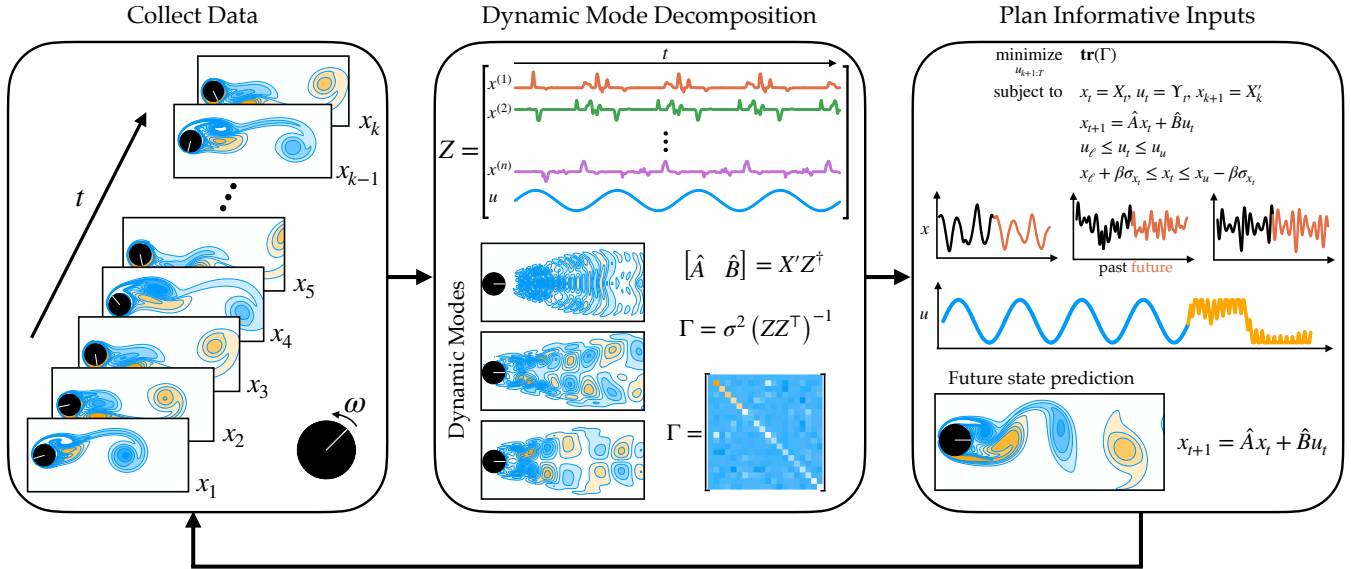 Collect Data
t
x_k
x_{k−1}
x_5
x_4
x_3
x_2
x_1
ω
Dynamic Mode Decomposition
t
Z =
x^{(1)}
x^{(2)}
x^{(n)}
u
Dynamic Modes
[Â B̂] = X′Z^†
Γ = σ² (ZZ^⊤)^{−1}
Γ =
Plan Informative Inputs
minimize tr(Γ)
u_{k+1:T}
subject to x_t = X_t, u_t = Υ_t, x_{k+1} = X′_k
x_{t+1} = Âx_t + B̂u_t
u_ℓ ≤ u_t ≤ u_u
x_ℓ + βσ_{x_t} ≤ x_t ≤ x_u − βσ_{x_t}
x
past future
u
Future state prediction
x_{t+1} = Âx_t + B̂u_t